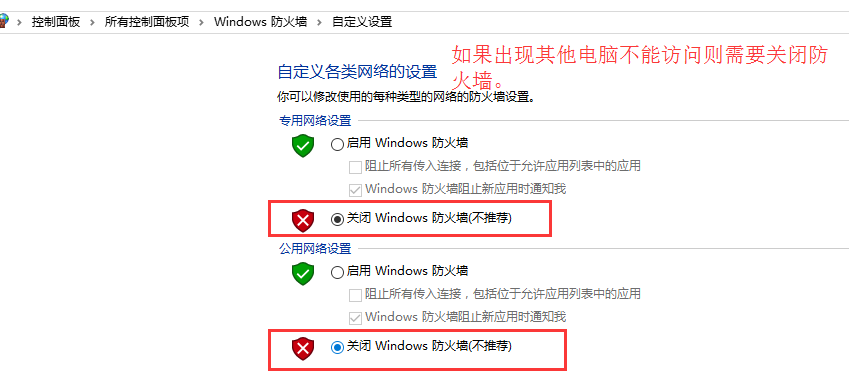 控制面板 > 所有控制面板项 > Windows 防火墙 > 自定义设置
如果出现其他电脑不能访问则需要关闭防
火墙。
自定义各类网络的设置
你可以修改使用的每种类型的网络的防火墙设置。
专用网络设置
启用 Windows 防火墙
阻止所有传入连接，包括位于允许应用列表中的应用
Windows 防火墙阻止新应用时通知我
关闭 Windows 防火墙(不推荐)
公用网络设置
启用 Windows 防火墙
阻止所有传入连接，包括位于允许应用列表中的应用
Windows 防火墙阻止新应用时通知我
关闭 Windows 防火墙(不推荐)